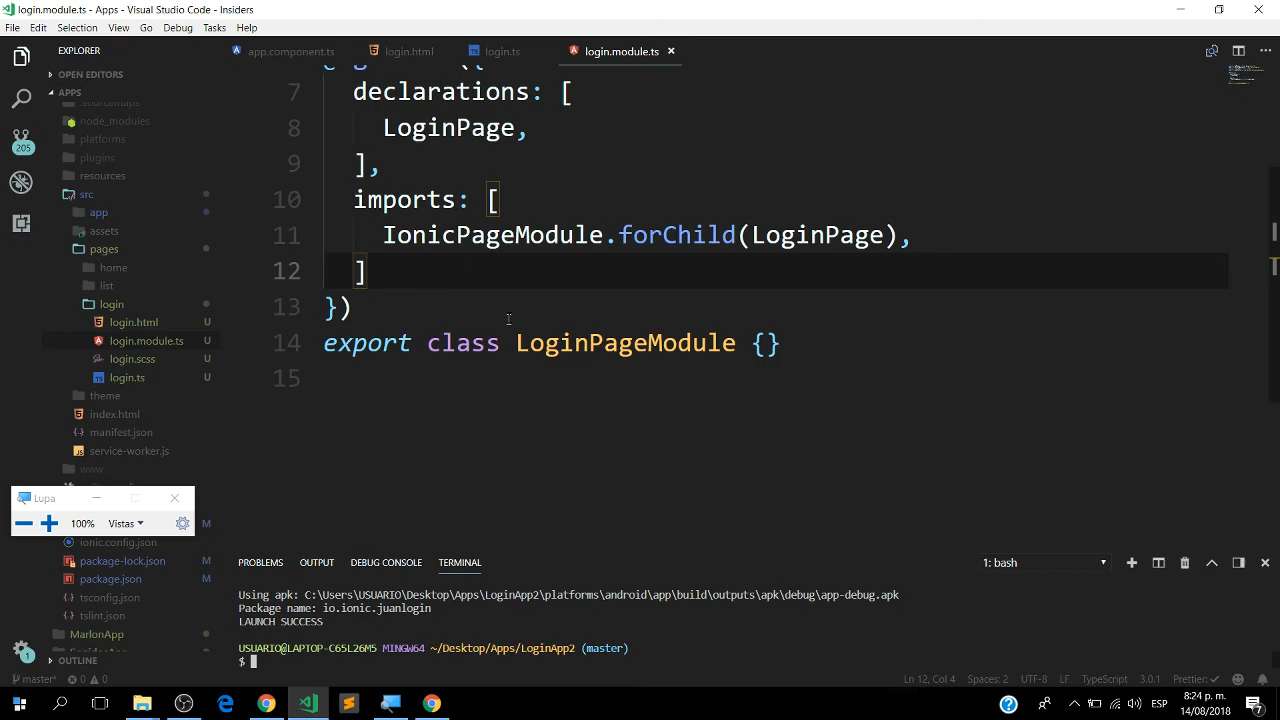 login.module.ts - Apps - Visual Studio Code - Insiders
File Edit Selection View Go Debug Tasks Help
EXPLORER
app.component.ts login.html login.ts login.module.ts
OPEN EDITORS
APPS
.sourcemaps
node_modules
platforms
plugins
resources
src
app
assets
pages
home
list
login
login.html U
login.module.ts U
login.scss U
login.ts U
theme
index.html
manifest.json
service-worker.js
www
Lupa
100% Vistas
M
ionic.config.json
package-lock.json M
package.json M
tsconfig.json
tslint.json
MarlonApp
OUTLINE
205
7 declarations: [
8 LoginPage,
9 ],
10 imports: [
11 IonicPageModule.forChild(LoginPage),
12 ]
13 })
14 export class LoginPageModule {}
15
PROBLEMS OUTPUT DEBUG CONSOLE TERMINAL 1: bash
Using apk: C:\Users\USUARIO\Desktop\Apps\LoginApp2\platforms\android\app\build\outputs\apk\debug\app-debug.apk
Package name: io.ionic.juanlogin
LAUNCH SUCCESS
USUARIO@LAPTOP-C65L26M5 MINGW64 ~/Desktop/Apps/LoginApp2 (master)
$
master* 0 0 Ln 12, Col 4 Spaces: 2 UTF-8 LF TypeScript 3.0.1 Prettier: ✓
ESP 8:24 p. m.
14/08/2018 7